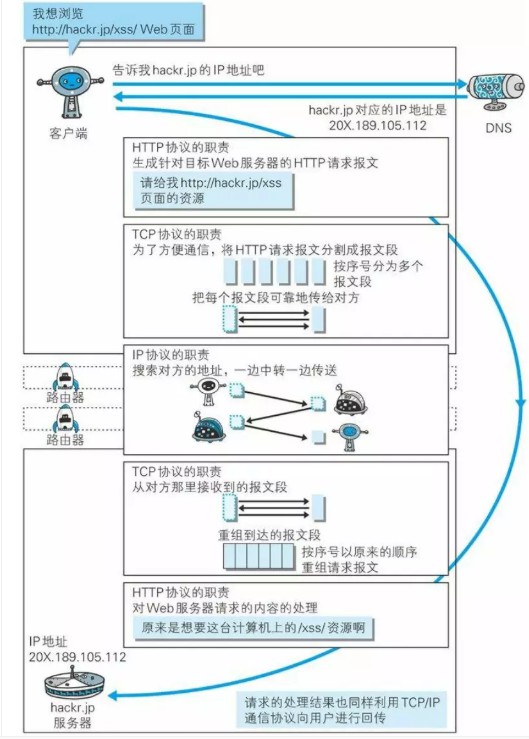 我想浏览
http://hackr.jp/xss/ Web页面
告诉我hackr.jp的IP地址吧
hackr.jp对应的IP地址是
20X.189.105.112
客户端
DNS
HTTP协议的职责
生成针对目标Web服务器的HTTP请求报文
请给我http://hackr.jp/xss
页面的资源
TCP协议的职责
为了方便通信，将HTTP请求报文分割成报文段
按序号分为多个
报文段
把每个报文段可靠地传给对方
IP协议的职责
搜索对方的地址，一边中转一边传送
路由器
路由器
TCP协议的职责
从对方那里接收到的报文段
重组到达的报文段
按序号以原来的顺序
重组请求报文
HTTP协议的职责
对Web服务器请求的内容的处理
原来是想要这台计算机上的/xss/资源啊
IP地址
20X.189.105.112
hackr.jp
服务器
请求的处理结果也同样利用TCP/IP
通信协议向用户进行回传